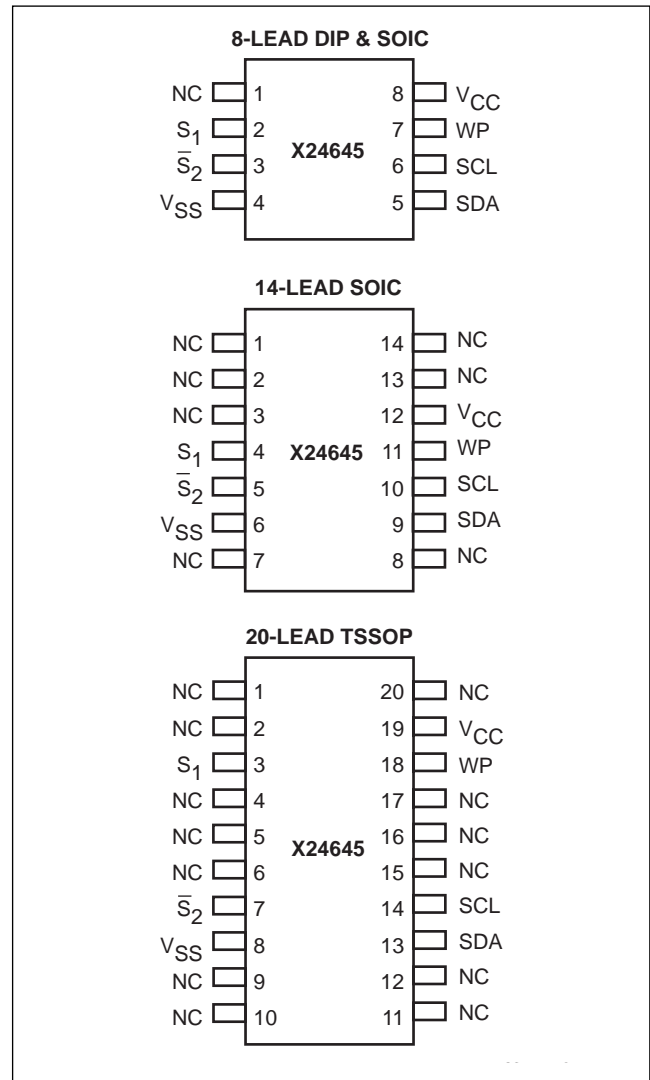 8-LEAD DIP & SOIC
NC 1 8 VCC
S1 2 7 WP
X24645
S̅2 3 6 SCL
VSS 4 5 SDA
14-LEAD SOIC
NC 1 14 NC
NC 2 13 NC
NC 3 12 VCC
S1 4 X24645 11 WP
S̅2 5 10 SCL
VSS 6 9 SDA
NC 7 8 NC
20-LEAD TSSOP
NC 1 20 NC
NC 2 19 VCC
S1 3 18 WP
NC 4 17 NC
NC 5 16 NC
X24645
NC 6 15 NC
S̅2 7 14 SCL
VSS 8 13 SDA
NC 9 12 NC
NC 10 11 NC